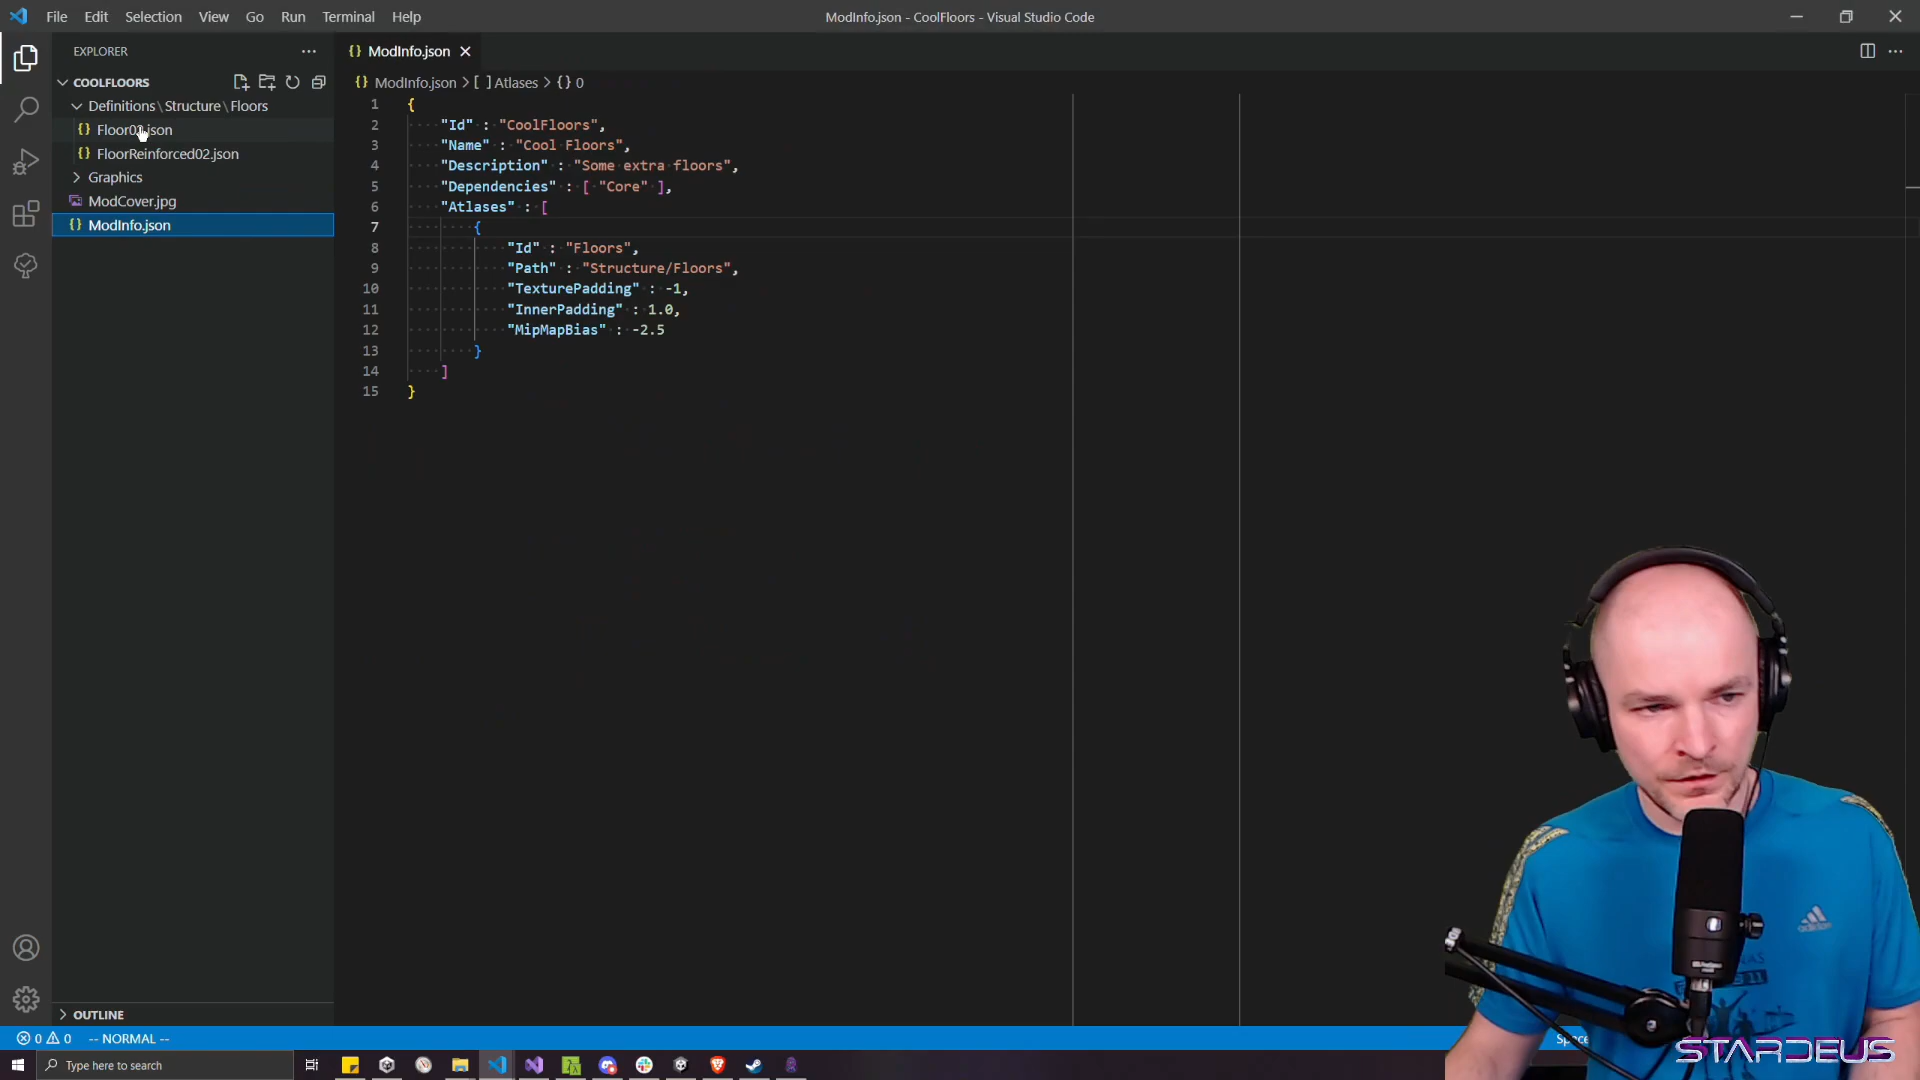 File Edit Selection View Go Run Terminal Help
ModInfo.json - CoolFloors - Visual Studio Code
EXPLORER
COOLFLOORS
Definitions\Structure\Floors
Floor02.json
FloorReinforced02.json
Graphics
ModCover.jpg
ModInfo.json
OUTLINE
ModInfo.json
ModInfo.json > [ ] Atlases > {} 0
1 {
2 "Id" : "CoolFloors",
3 "Name" : "Cool Floors",
4 "Description" : "Some extra floors",
5 "Dependencies" : [ "Core" ],
6 "Atlases" : [
7 {
8 "Id" : "Floors",
9 "Path" : "Structure/Floors",
10 "TexturePadding" : -1,
11 "InnerPadding" : 1.0,
12 "MipMapBias" : -2.5
13 }
14 ]
15 }
0 0 -- NORMAL --
Type here to search
adidas
STARDEUS